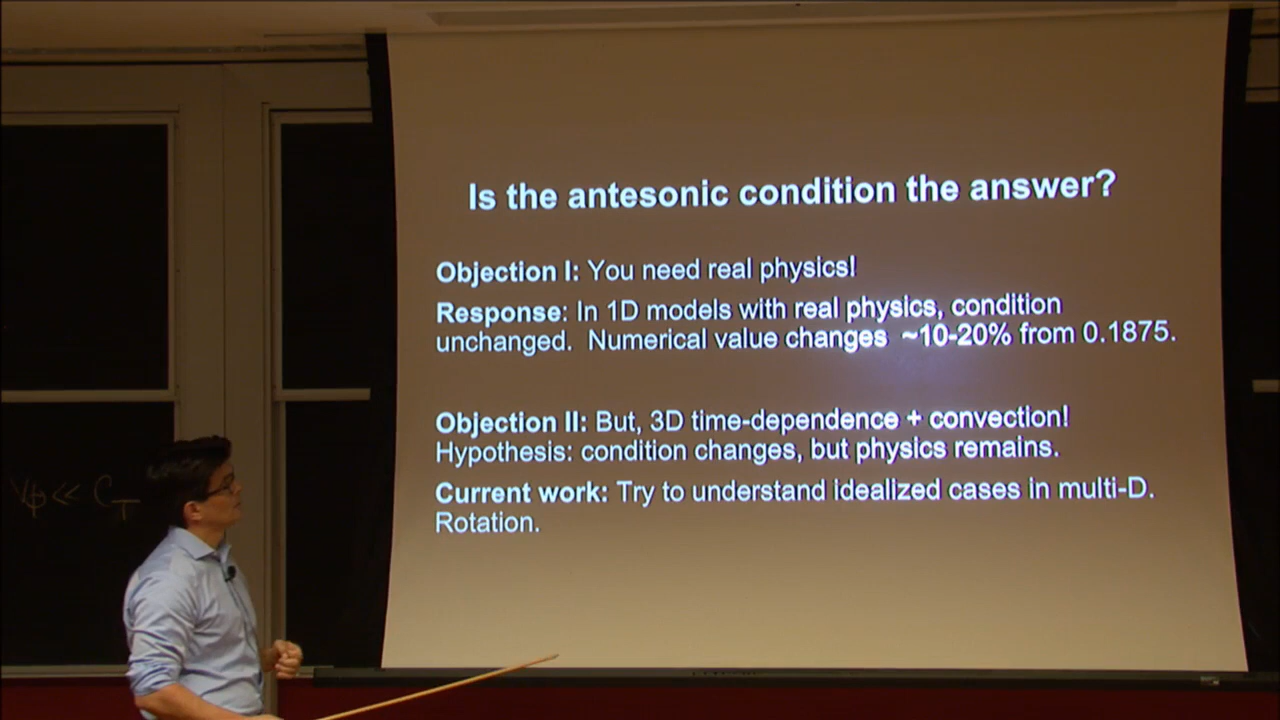 Is the antesonic condition the answer?
Objection I: You need real physics!
Response: In 1D models with real physics, condition
unchanged. Numerical value changes ~10-20% from 0.1875.
Objection II: But, 3D time-dependence + convection!
Hypothesis: condition changes, but physics remains.
Current work: Try to understand idealized cases in multi-D.
Rotation.
≪ C_T